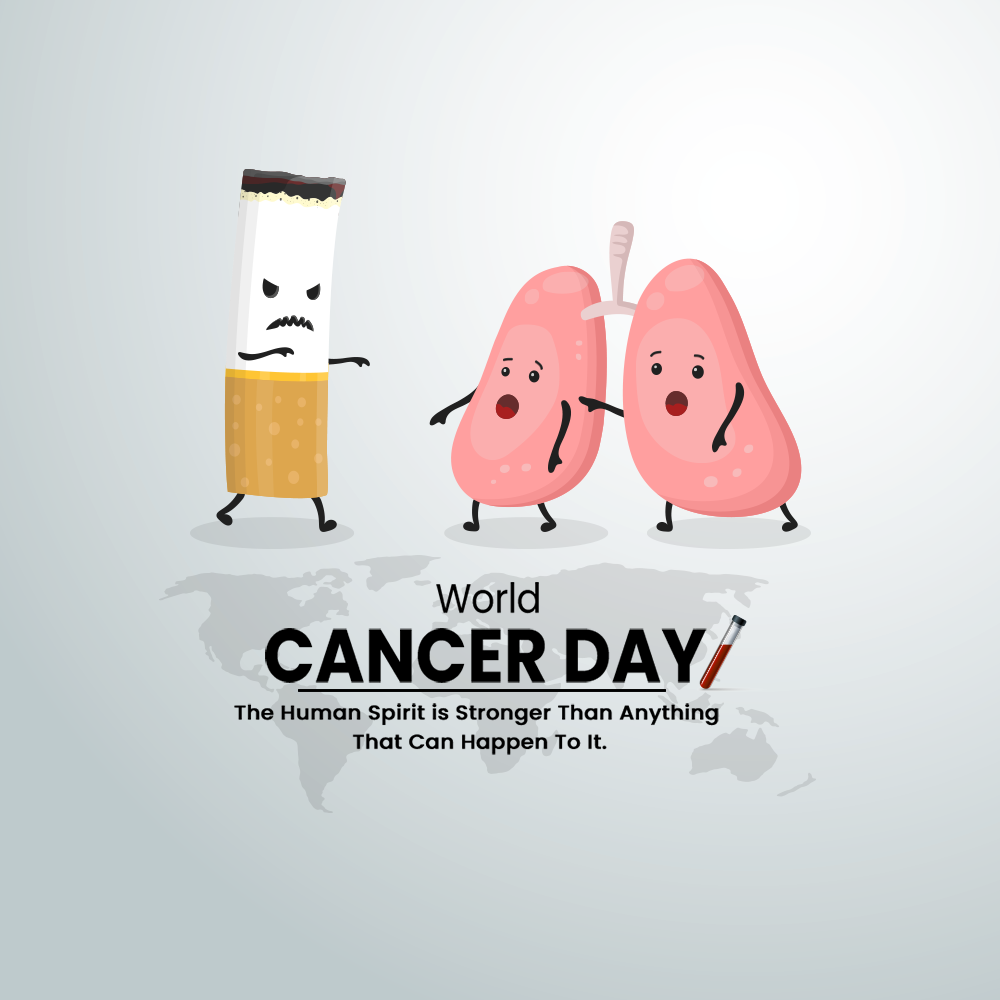 World
CANCER DAY
The Human Spirit is Stronger Than Anything
That Can Happen To It.